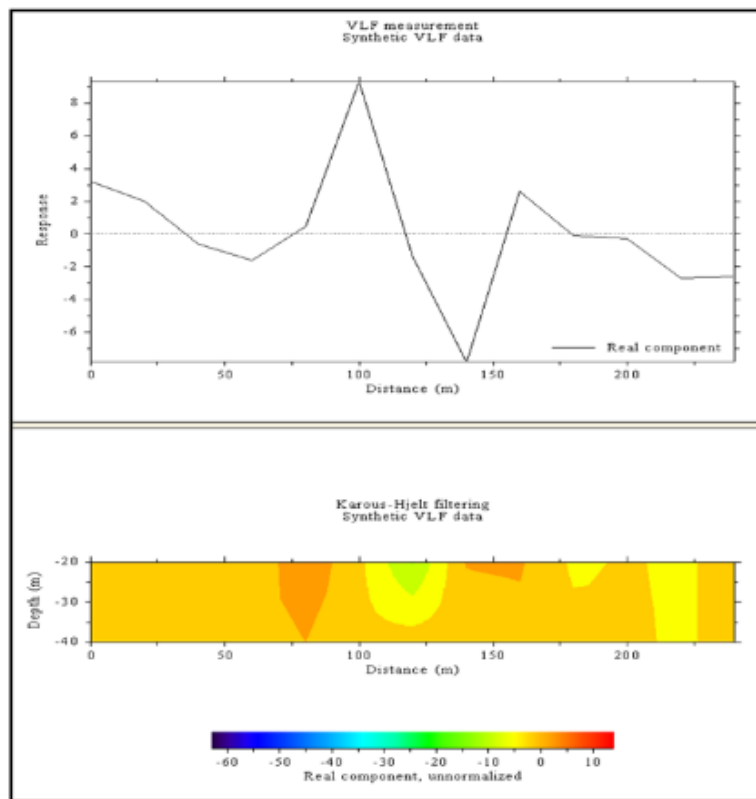 VLF measurement
Synthetic VLF data
8
6
4
2
0
-2
-4
-6
Response
Real component
0 50 100 150 200
Distance (m)
Karous-Hjelt filtering
Synthetic VLF data
-20
-30
-40
Depth (m)
0 50 100 150 200
Distance (m)
-60 -50 -40 -30 -20 -10 0 10
Real component, unnormalized